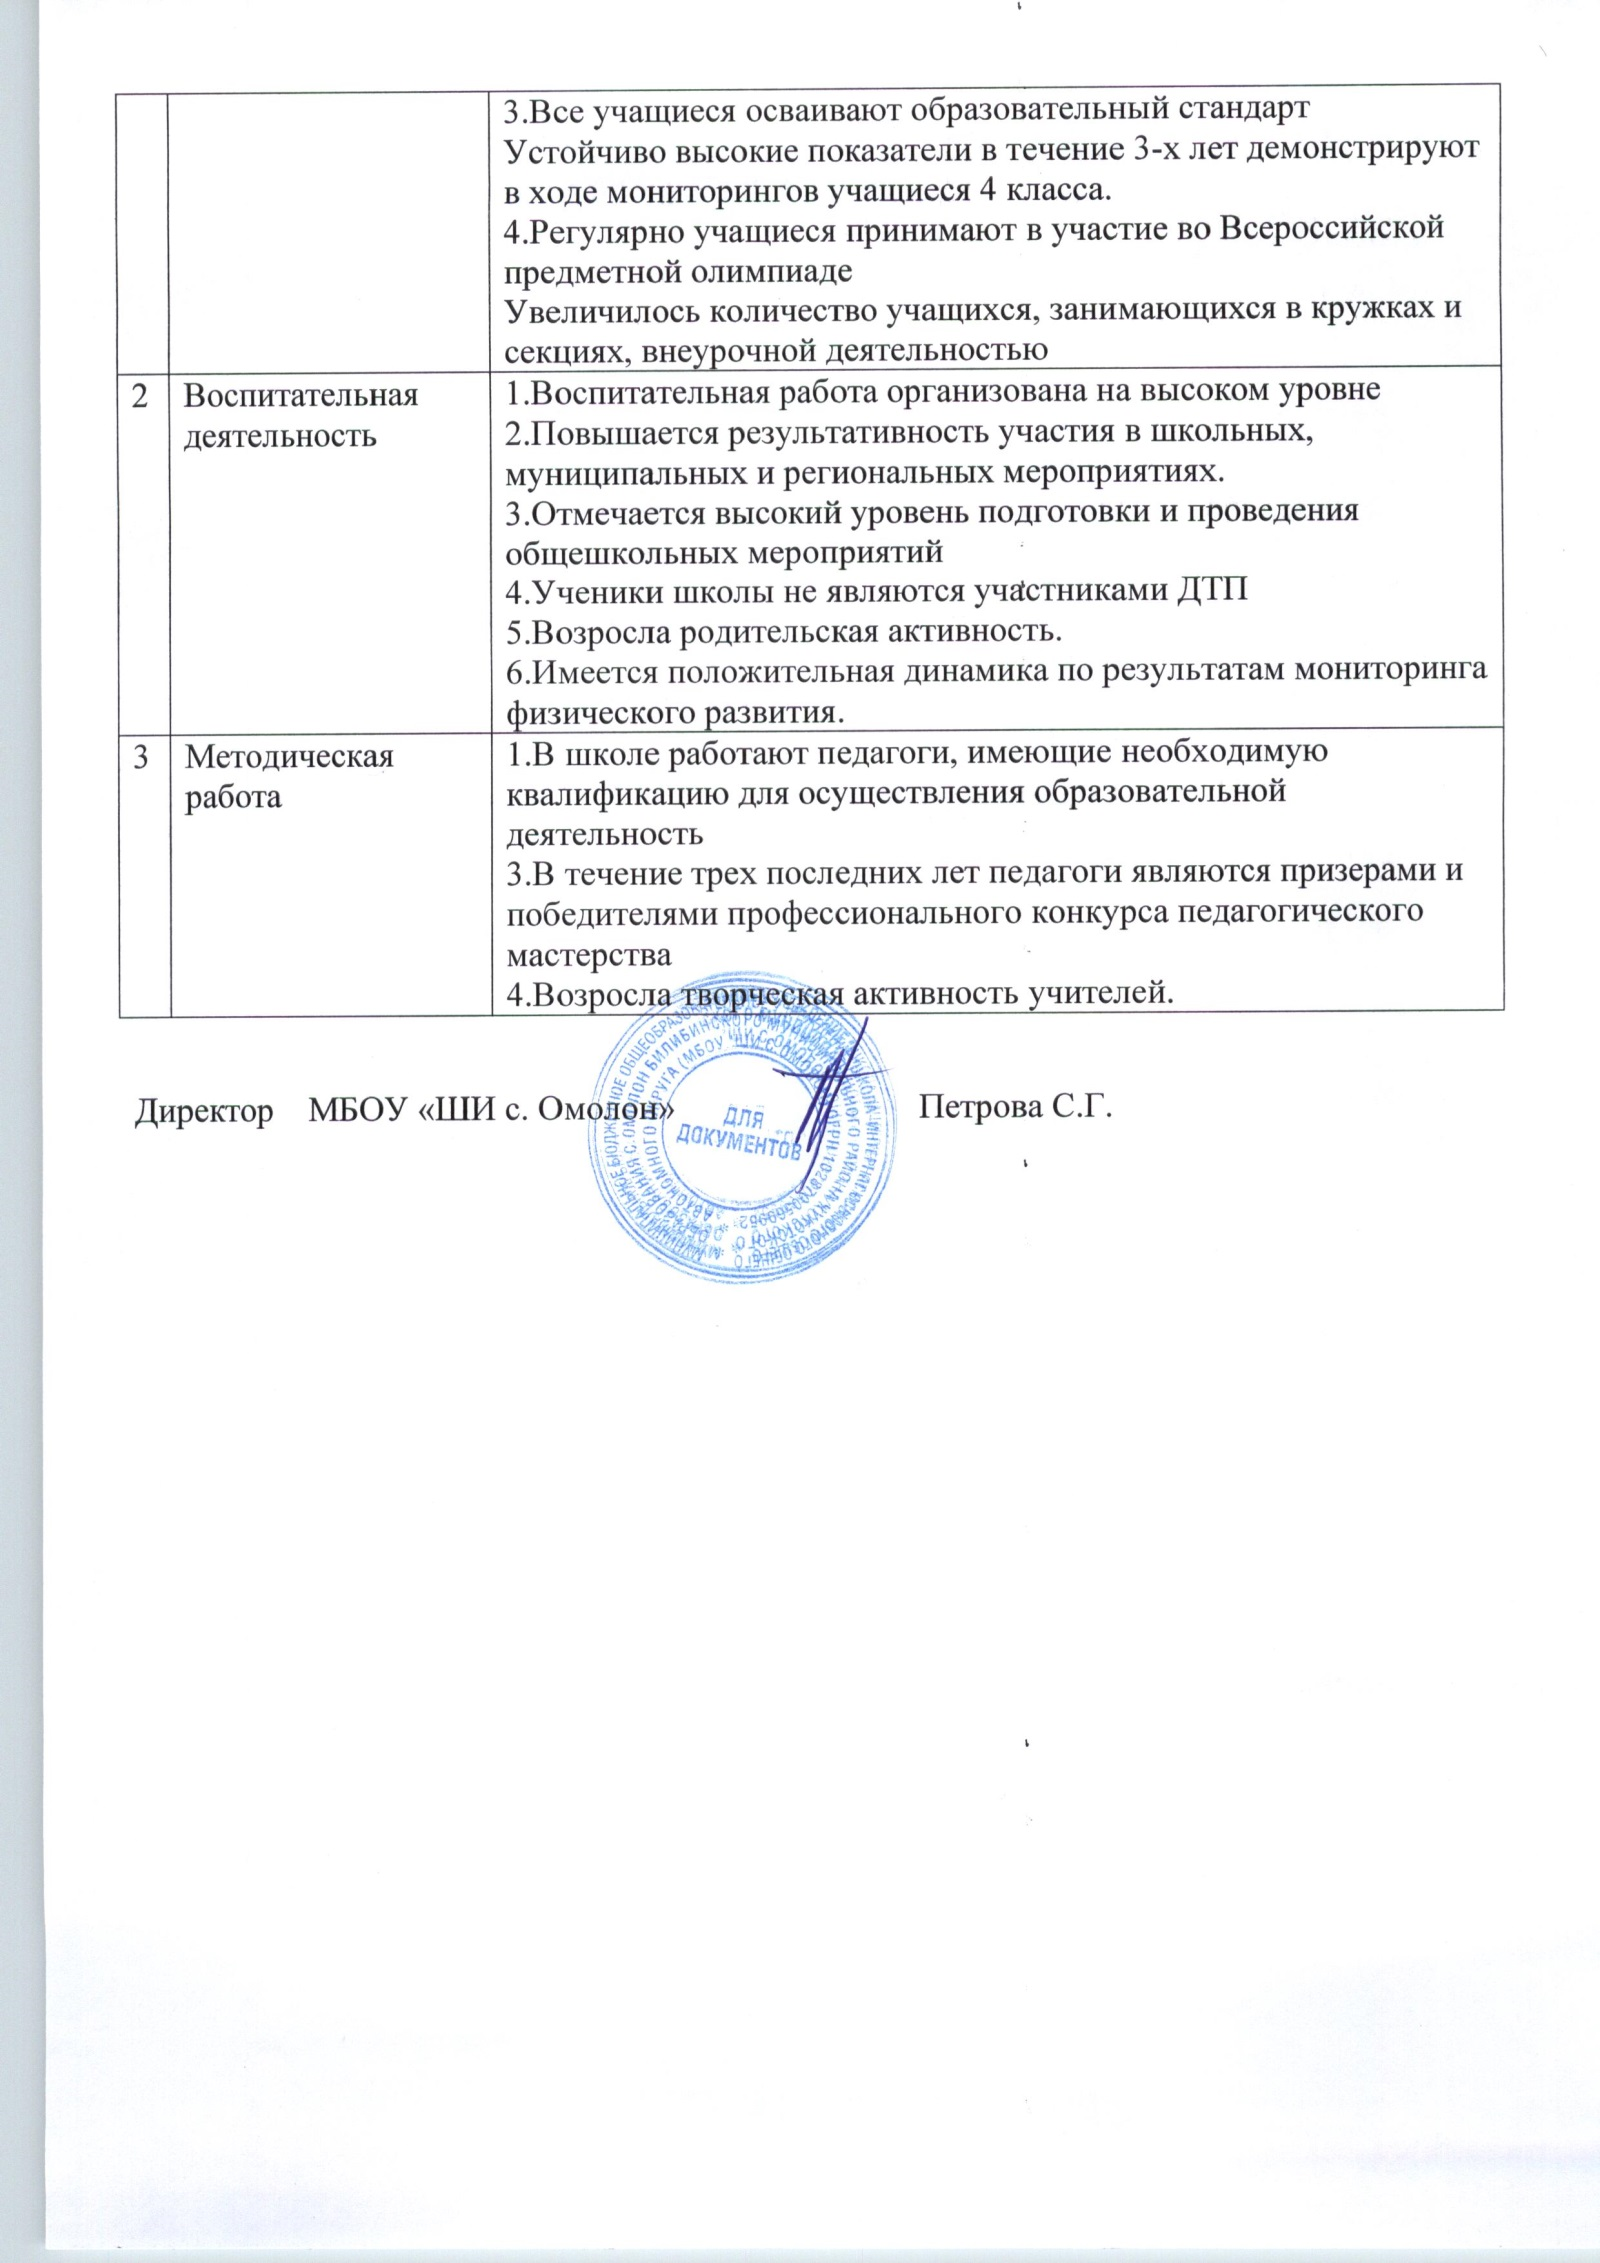 3.Все учащиеся осваивают образовательный стандарт
Устойчиво высокие показатели в течение 3-х лет демонстрируют
в ходе мониторингов учащиеся 4 класса.
4.Регулярно учащиеся принимают в участие во Всероссийской
предметной олимпиаде
Увеличилось количество учащихся, занимающихся в кружках и
секциях, внеурочной деятельностью
2
Воспитательная
деятельность
1.Воспитательная работа организована на высоком уровне
2.Повышается результативность участия в школьных,
муниципальных и региональных мероприятиях.
3.Отмечается высокий уровень подготовки и проведения
общешкольных мероприятий
4.Ученики школы не являются участниками ДТП
5.Возросла родительская активность.
6.Имеется положительная динамика по результатам мониторинга
физического развития.
3
Методическая
работа
1.В школе работают педагоги, имеющие необходимую
квалификацию для осуществления образовательной
деятельность
3.В течение трех последних лет педагоги являются призерами и
победителями профессионального конкурса педагогического
мастерства
4.Возросла творческая активность учителей.
Директор МБОУ «ШИ с. Омолон» Петрова С.Г.
ДЛЯ
ДОКУМЕНТОВ